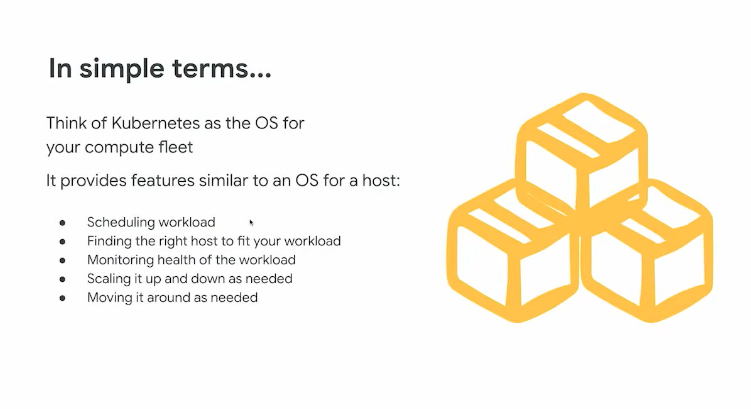 In simple terms...
Think of Kubernetes as the OS for
your compute fleet
It provides features similar to an OS for a host:
● Scheduling workload
● Finding the right host to fit your workload
● Monitoring health of the workload
● Scaling it up and down as needed
● Moving it around as needed